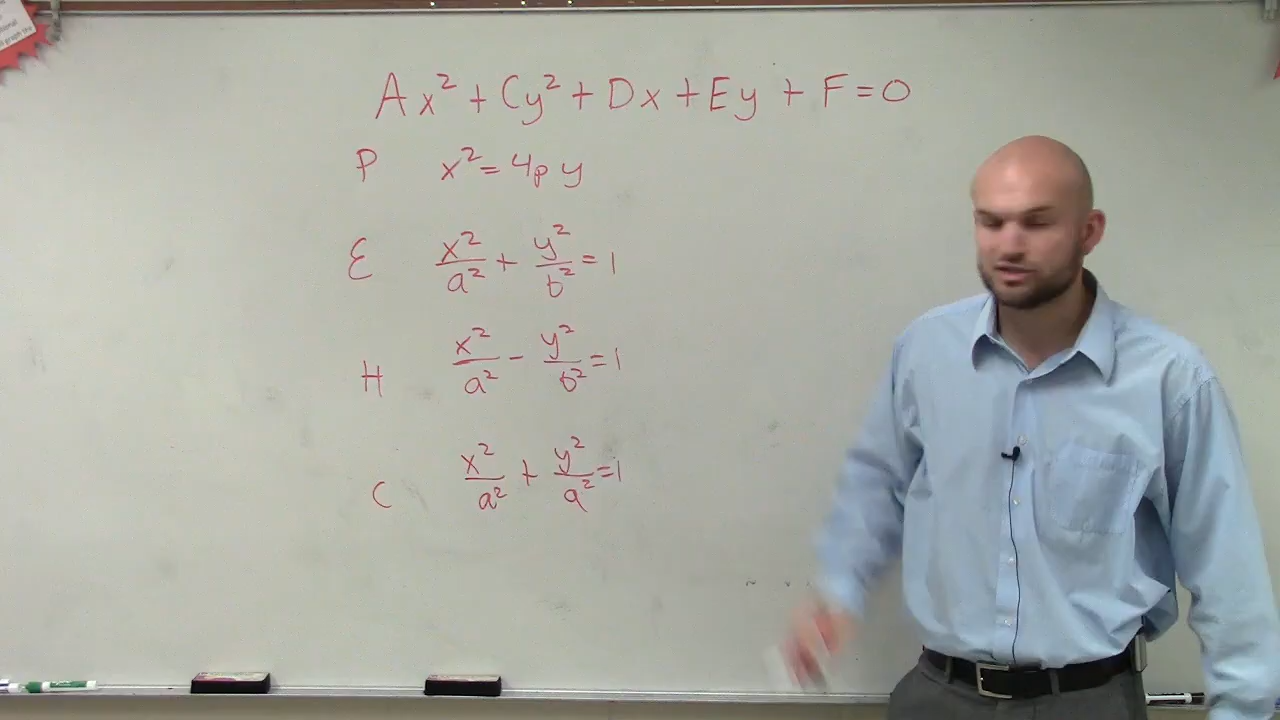 Ax² + Cy² + Dx + Ey + F = 0
P x² = 4py
E x²/a² + y²/b² = 1
H x²/a² - y²/b² = 1
C x²/a² + y²/a² = 1